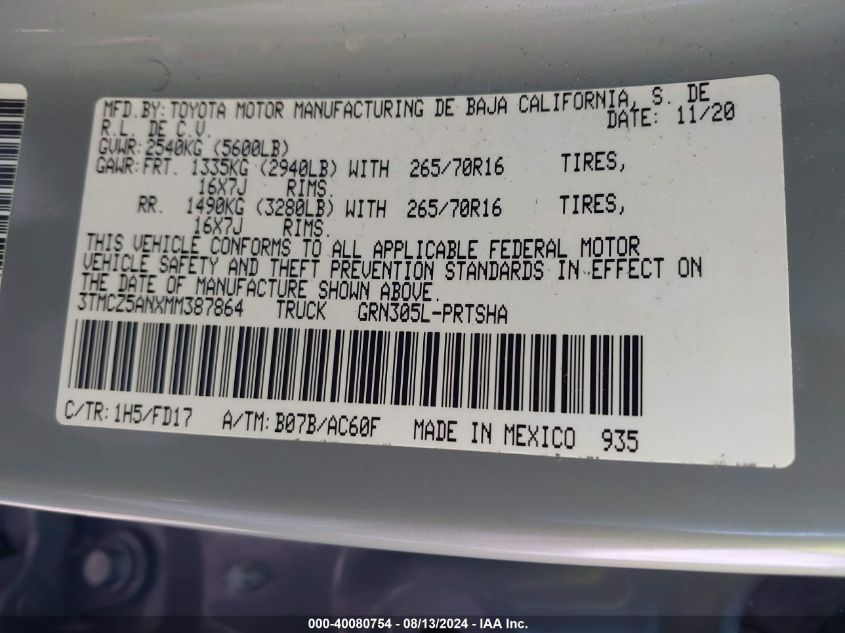 MFD.BY: TOYOTA MOTOR MANUFACTURING DE BAJA CALIFORNIA, S. DE
R.L. DE C.V. DATE: 11/20
GVWR: 2540KG (5600LB)
GAWR: FRT. 1335KG (2940LB) WITH 265/70R16 TIRES,
16X7J RIMS.
RR. 1490KG (3280LB) WITH 265/70R16 TIRES,
16X7J RIMS.
THIS VEHICLE CONFORMS TO ALL APPLICABLE FEDERAL MOTOR
VEHICLE SAFETY AND THEFT PREVENTION STANDARDS IN EFFECT ON
THE DATE OF MANUFACTURE SHOWN ABOVE.
3TMCZ5ANXMM387864 TRUCK GRN305L-PRTSHA
C/TR: 1H5/FD17 A/TM: B07B/AC60F MADE IN MEXICO 935
000-40080754 - 08/13/2024 - IAA Inc.